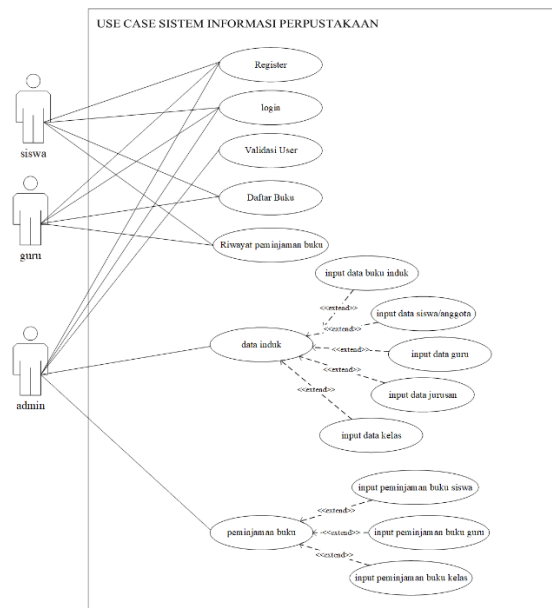 USE CASE SISTEM INFORMASI PERPUSTAKAAN
Register
login
siswa
Validasi User
Daftar Buku
guru
Riwayat peminjaman buku
input data buku induk
<<extend>>
input data siswa/anggota
<<extend>>
data induk
<<extend>>
input data guru
<<extend>>
input data jurusan
<<extend>>
admin
input data kelas
input peminjaman buku siswa
<<extend>>
peminjaman buku
<<extend>>
input peminjaman buku guru
<<extend>>
input peminjaman buku kelas